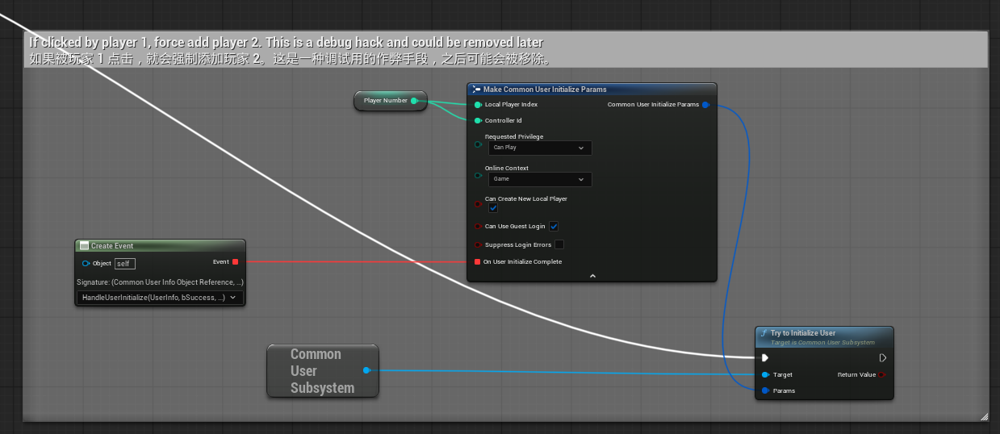 If clicked by player 1, force add player 2. This is a debug hack and could be removed later
如果被玩家 1 点击，就会强制添加玩家 2。这是一种调试用的作弊手段，之后可能会被移除。
Player Number
Make Common User Initialize Params
Local Player Index
Common User Initialize Params
Controller Id
Requested Privilege
Can Play
Online Context
Game
Can Create New Local Player
Can Use Guest Login
Suppress Login Errors
On User Initialize Complete
Create Event
Object self
Event
Signature: (Common User Info Object Reference, ...)
HandleUserInitialize(UserInfo, bSuccess, ...)
Common
User
Subsystem
Try to Initialize User
Target is Common User Subsystem
Target
Return Value
Params